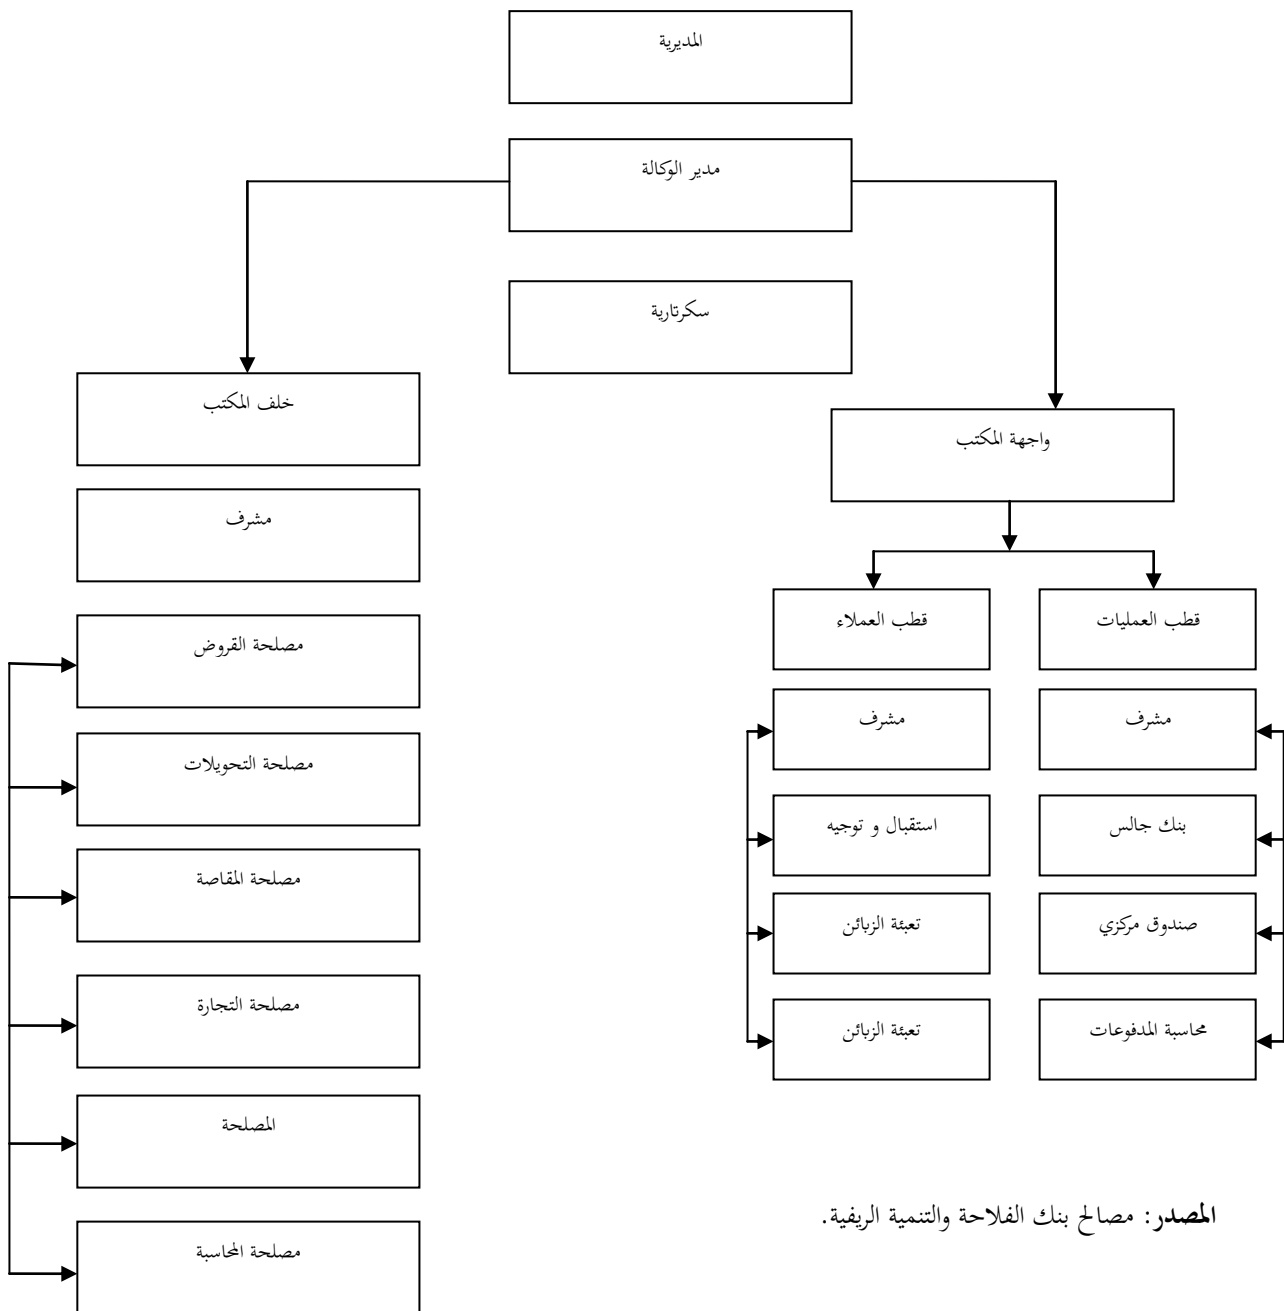 المديرية
مدير الوكالة
سكرتارية
واجهة المكتب
قطب العمليات
مشرف
بنك جالس
صندوق مركزي
محاسبة المدفوعات
قطب العملاء
مشرف
استقبال و توجيه
تعبئة الزبائن
تعبئة الزبائن
خلف المكتب
مشرف
مصلحة القروض
مصلحة التحويلات
مصلحة المقاصة
مصلحة التجارة
المصلحة
مصلحة المحاسبة
المصدر: مصالح بنك الفلاحة والتنمية الريفية.